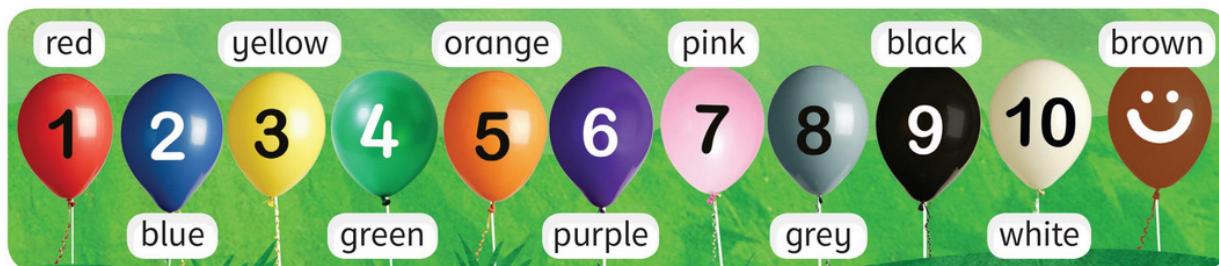 red yellow orange pink black brown
1 2 3 4 5 6 7 8 9 10
blue green purple grey white